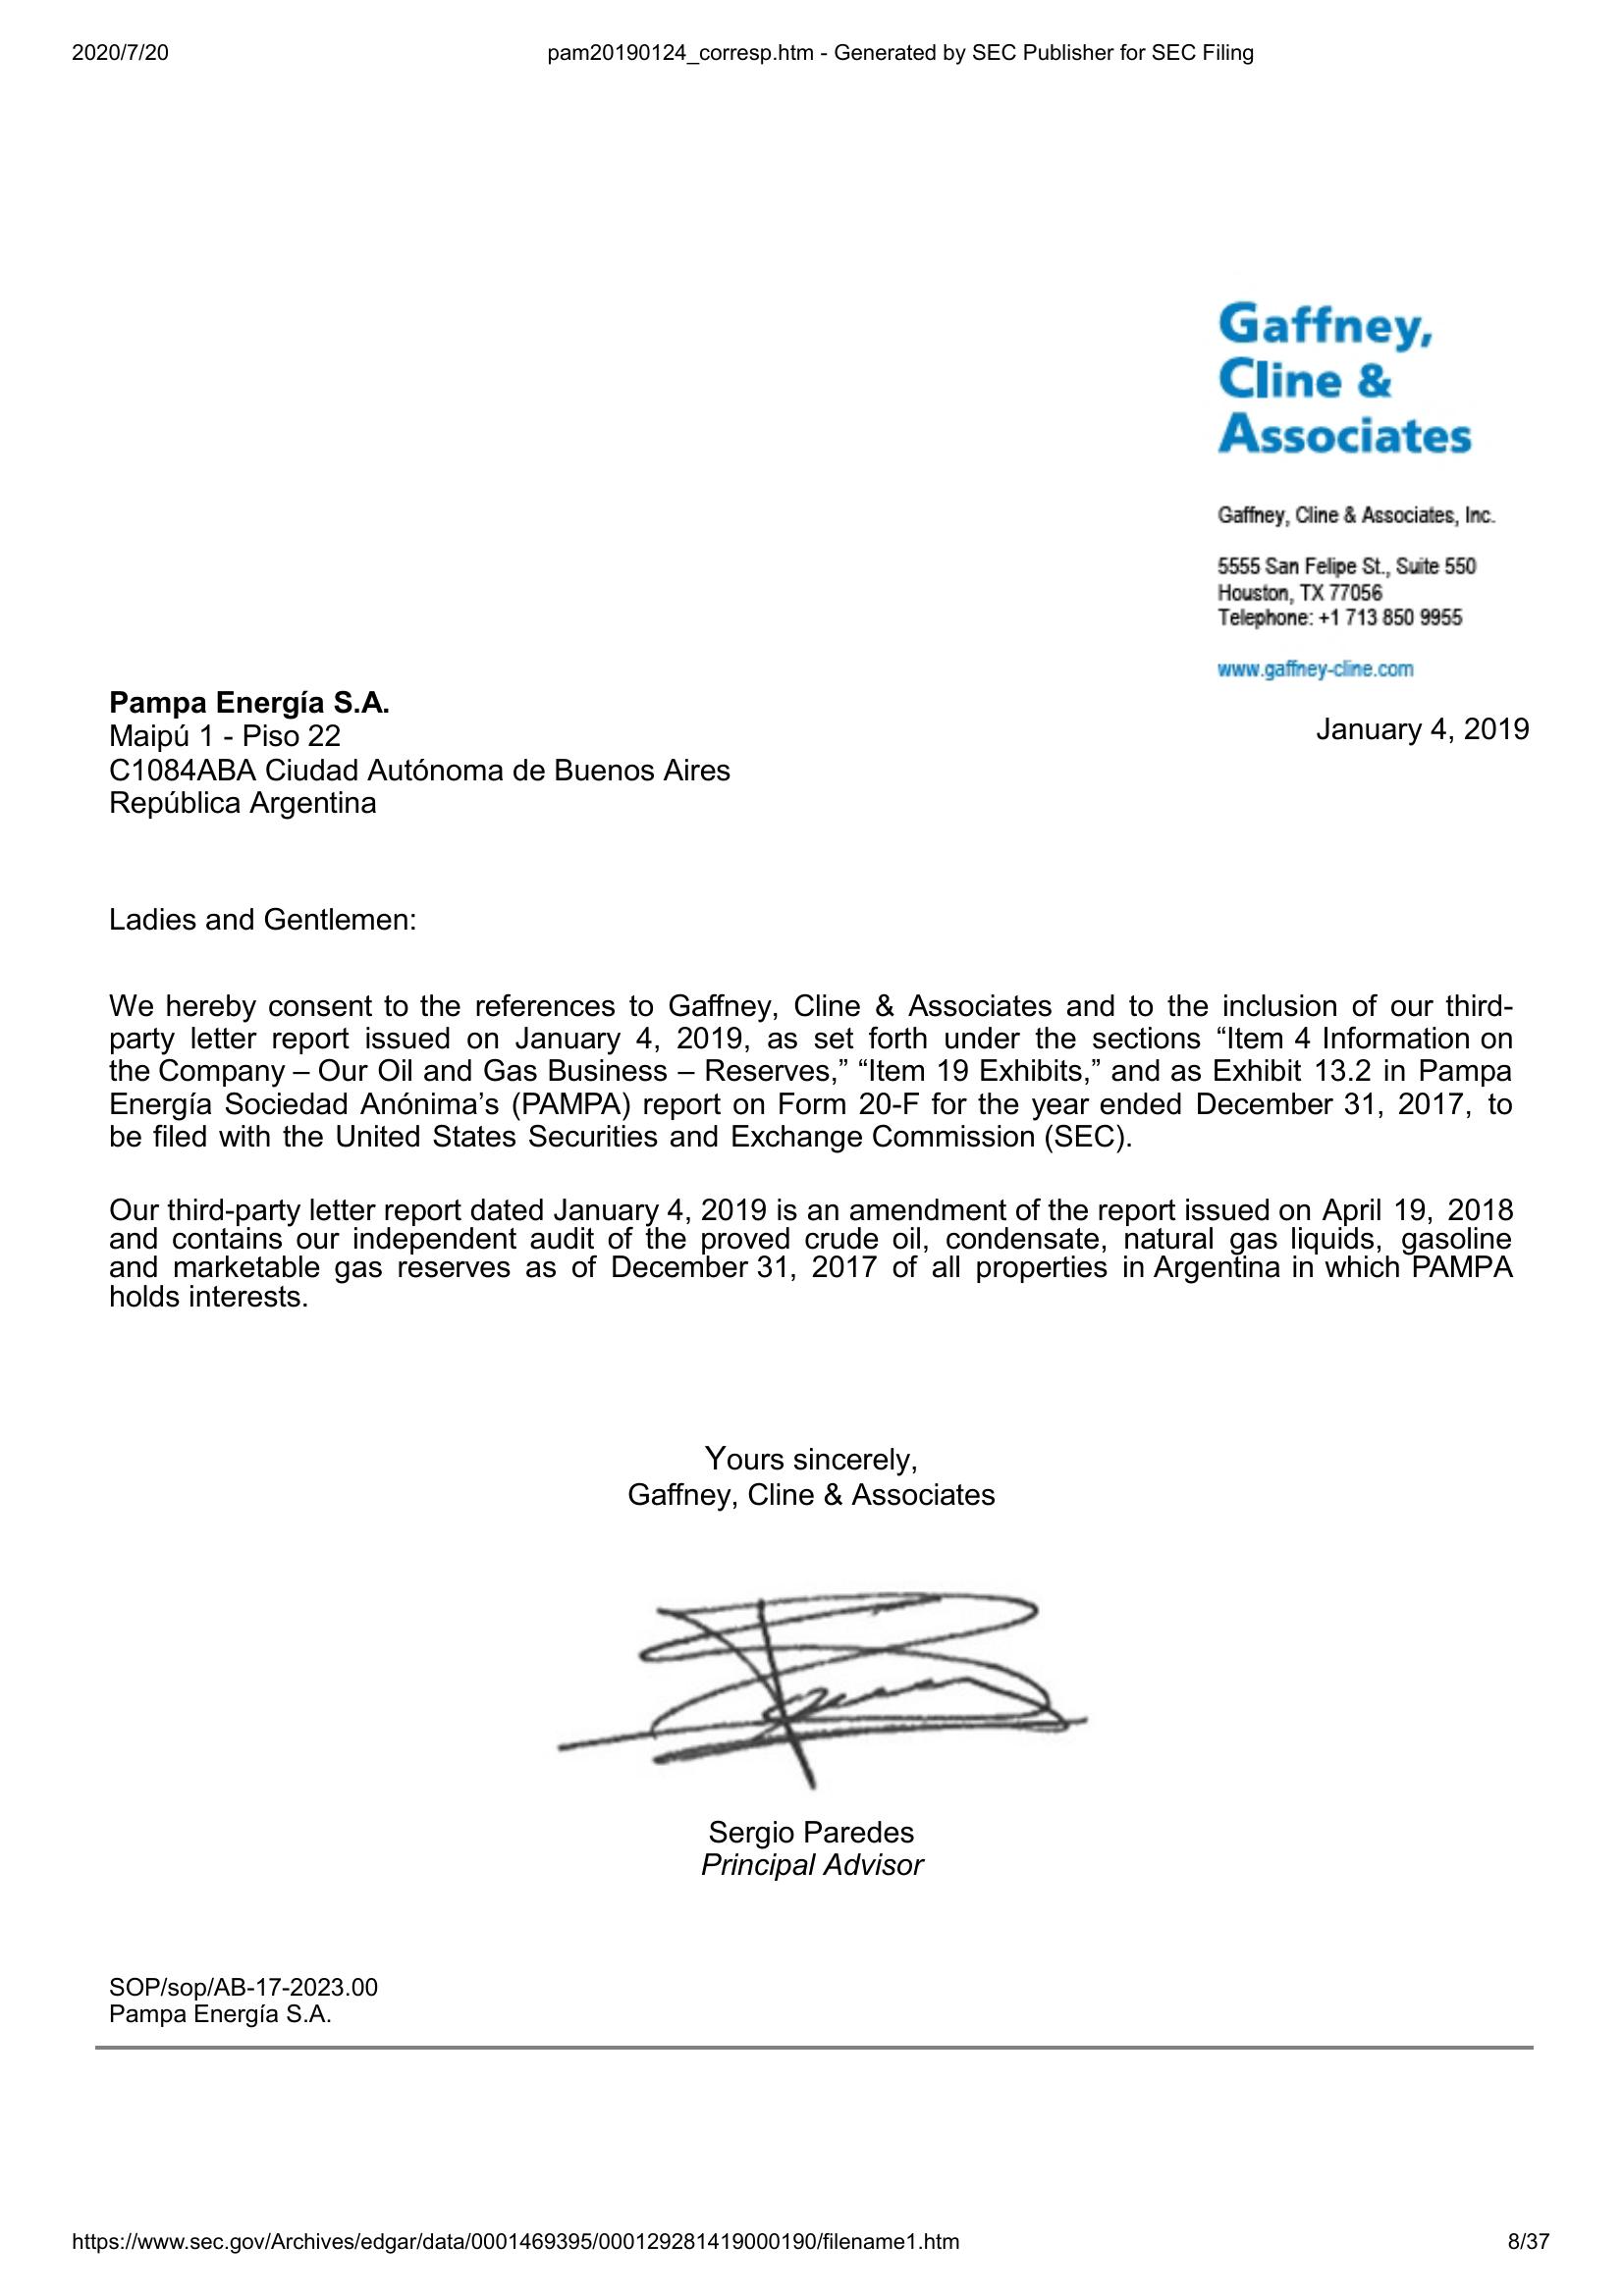 2020/7/20 pam20190124_corresp.htm - Generated by SEC Publisher for SEC Filing
Gaffney,
Cline &
Associates
Gaffney, Cline & Associates, Inc.
5555 San Felipe St., Suite 550
Houston, TX 77056
Telephone: +1 713 850 9955
www.gaffney-cline.com
Pampa Energía S.A.
Maipú 1 - Piso 22
C1084ABA Ciudad Autónoma de Buenos Aires
República Argentina
January 4, 2019
Ladies and Gentlemen:
We hereby consent to the references to Gaffney, Cline & Associates and to the inclusion of our third-
party letter report issued on January 4, 2019, as set forth under the sections “Item 4 Information on
the Company – Our Oil and Gas Business – Reserves,” “Item 19 Exhibits,” and as Exhibit 13.2 in Pampa
Energía Sociedad Anónima’s (PAMPA) report on Form 20-F for the year ended December 31, 2017, to
be filed with the United States Securities and Exchange Commission (SEC).
Our third-party letter report dated January 4, 2019 is an amendment of the report issued on April 19, 2018
and contains our independent audit of the proved crude oil, condensate, natural gas liquids, gasoline
and marketable gas reserves as of December 31, 2017 of all properties in Argentina in which PAMPA
holds interests.
Yours sincerely,
Gaffney, Cline & Associates
Sergio Paredes
Principal Advisor
SOP/sop/AB-17-2023.00
Pampa Energía S.A.
https://www.sec.gov/Archives/edgar/data/0001469395/000129281419000190/filename1.htm 8/37